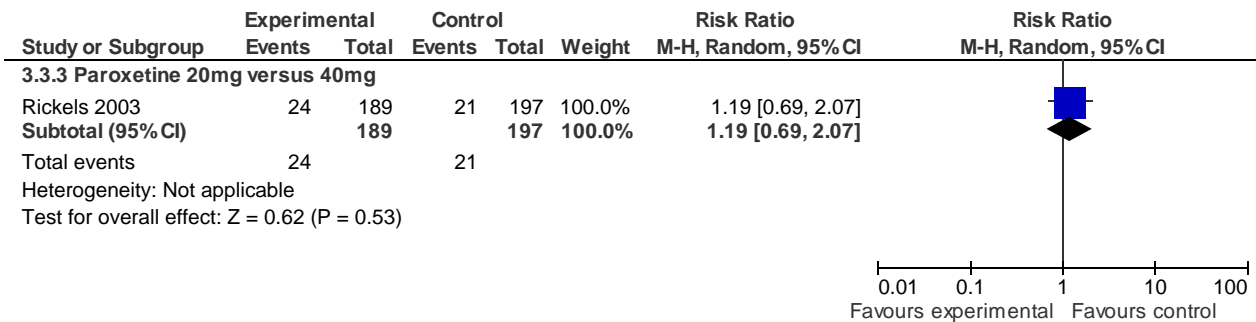 Experimental Control Risk Ratio Risk Ratio
Study or Subgroup Events Total Events Total Weight M-H, Random, 95% CI M-H, Random, 95% CI
3.3.3 Paroxetine 20mg versus 40mg
Rickels 2003 24 189 21 197 100.0% 1.19 [0.69, 2.07]
Subtotal (95% CI) 189 197 100.0% 1.19 [0.69, 2.07]
Total events 24 21
Heterogeneity: Not applicable
Test for overall effect: Z = 0.62 (P = 0.53)
0.01 0.1 1 10 100
Favours experimental Favours control